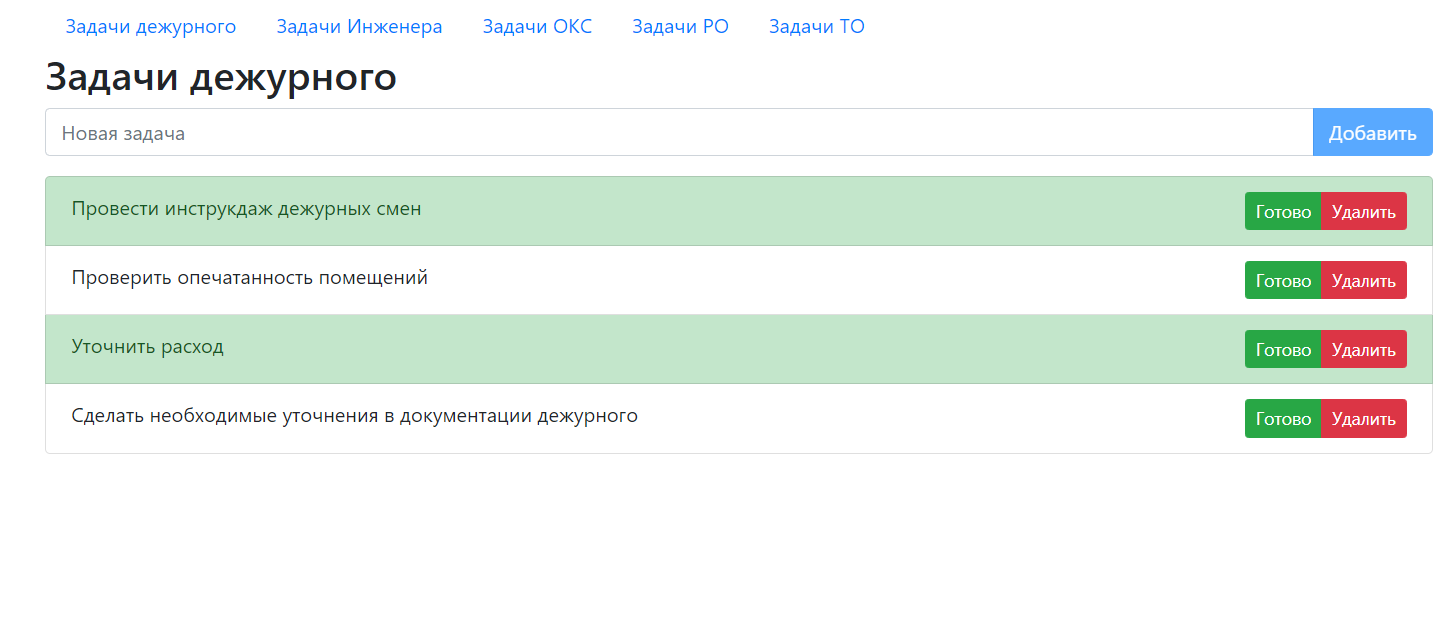 Задачи дежурного Задачи Инженера Задачи ОКС Задачи РО Задачи ТО
Задачи дежурного
Новая задача Добавить
Провести инструкдаж дежурных смен Готово Удалить
Проверить опечатанность помещений Готово Удалить
Уточнить расход Готово Удалить
Сделать необходимые уточнения в документации дежурного Готово Удалить